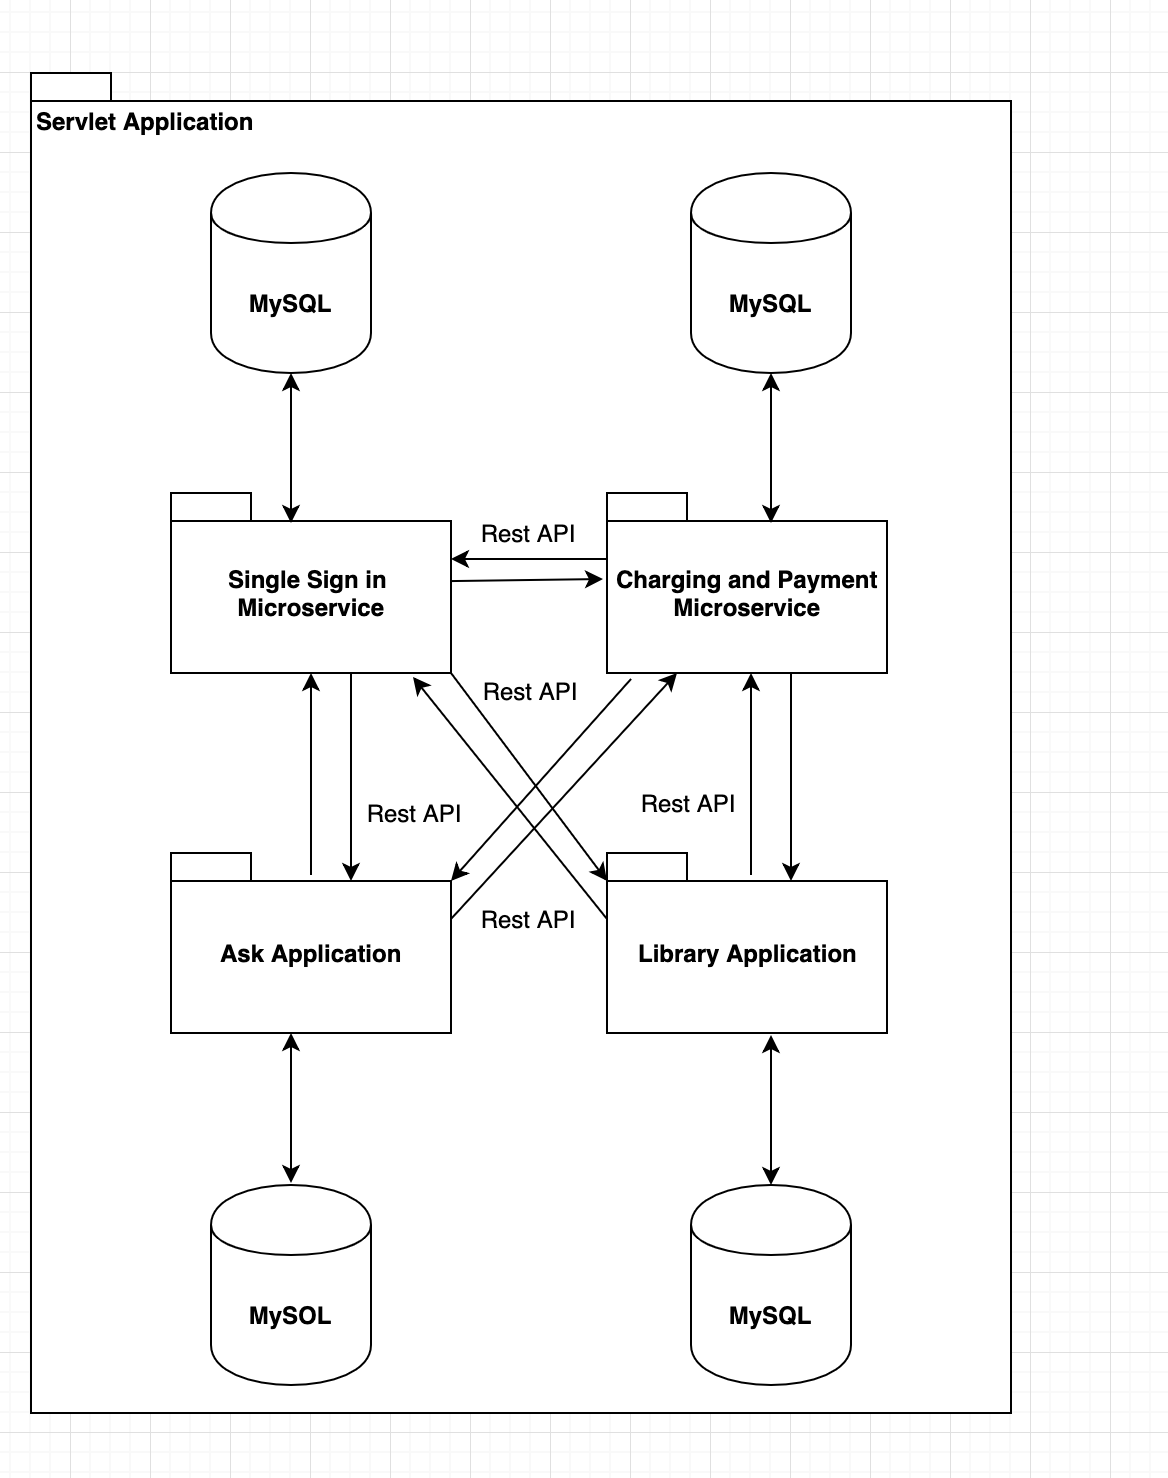 Servlet Application
MySQL
MySQL
Rest API
Single Sign in
Microservice
Charging and Payment
Microservice
Rest API
Rest API
Rest API
Rest API
Ask Application
Library Application
MySOL
MySQL